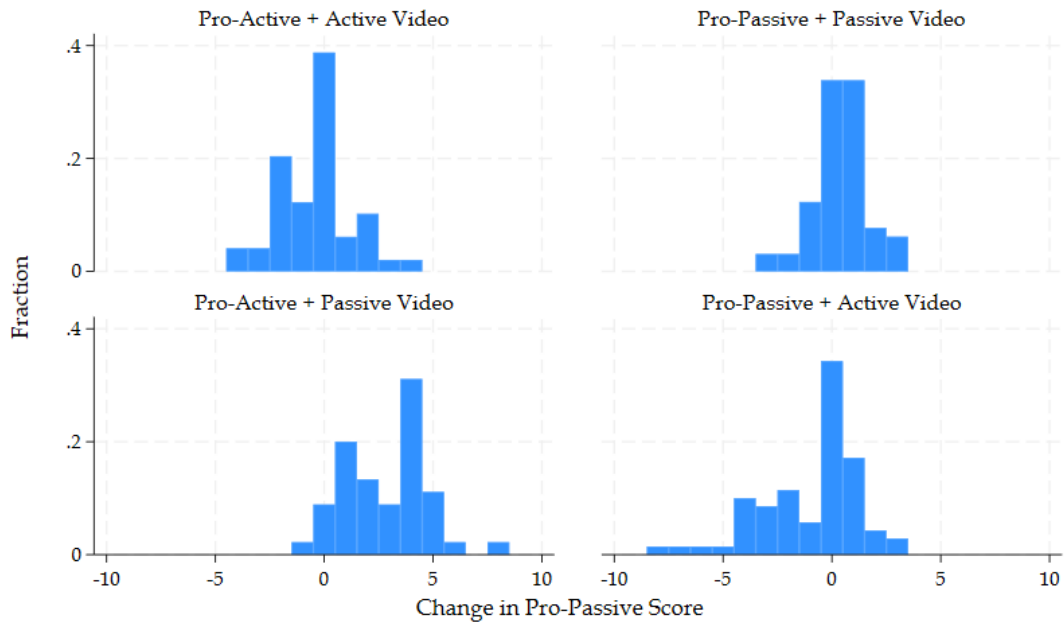 Pro-Active + Active Video
Pro-Passive + Passive Video
.4
.2
0
Fraction
Pro-Active + Passive Video
Pro-Passive + Active Video
.4
.2
0
-10 -5 0 5 10
-10 -5 0 5 10
Change in Pro-Passive Score